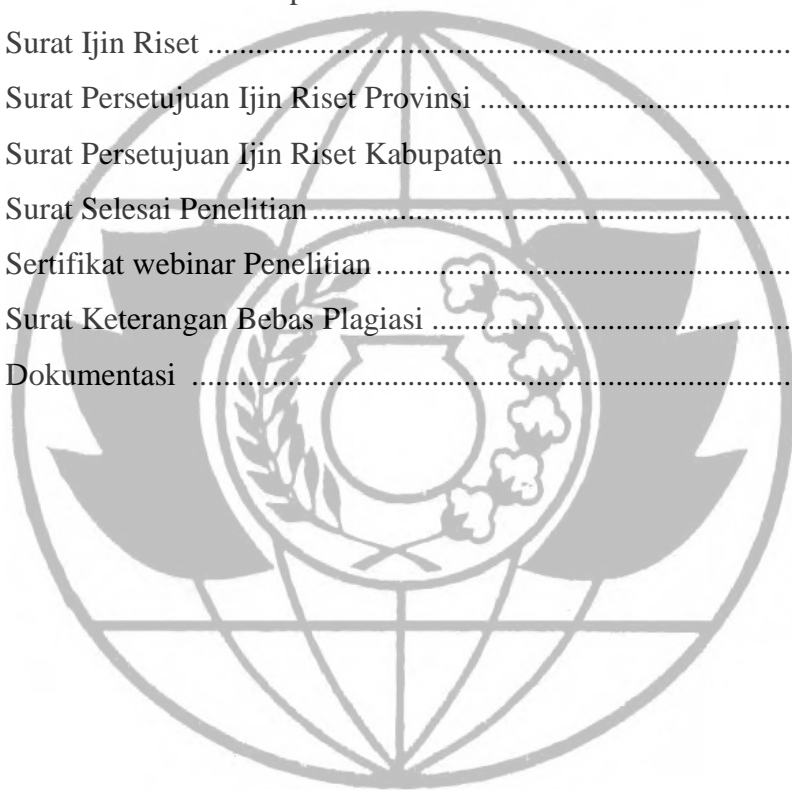 Surat Ijin Riset ........................................................................
Surat Persetujuan Ijin Riset Provinsi ......................................
Surat Persetujuan Ijin Riset Kabupaten ..................................
Surat Selesai Penelitian ...........................................................
Sertifikat webinar Penelitian ...................................................
Surat Keterangan Bebas Plagiasi ............................................
Dokumentasi ...........................................................................